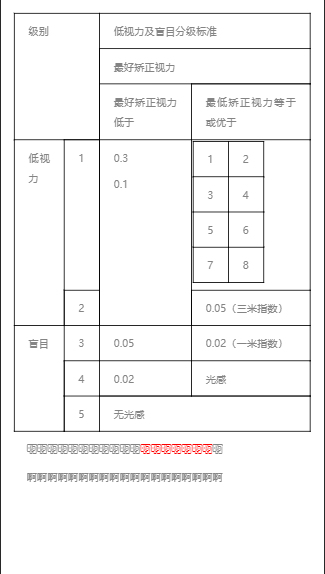 级别
低视力及盲目分级标准
最好矫正视力
最好矫正视力
低于
最低矫正视力等于
或优于
低视
力
1
0.3
0.1
1 2
3 4
5 6
7 8
2
0.05（三米指数）
盲目
3
0.05
0.02（一米指数）
4
0.02
光感
5
无光感
啊啊啊啊啊啊啊啊啊啊啊啊啊啊啊啊啊啊啊